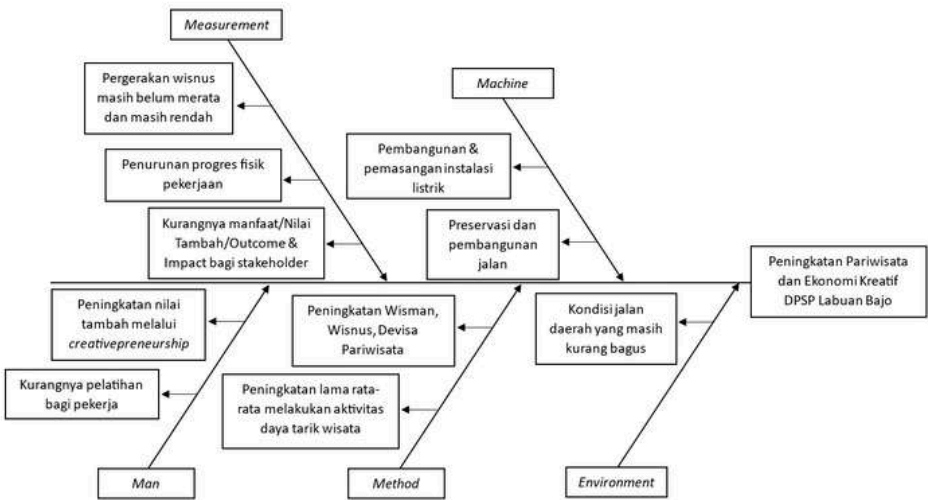 Measurement
Pergerakan wisnus
masih belum merata
dan masih rendah
Penurunan progres fisik
pekerjaan
Kurangnya manfaat/Nilai
Tambah/Outcome &
Impact bagi stakeholder
Machine
Pembangunan &
pemasangan instalasi
listrik
Preservasi dan
pembangunan
jalan
Peningkatan Pariwisata
dan Ekonomi Kreatif
DPSP Labuan Bajo
Peningkatan nilai
tambah melalui
creativepreneurship
Kurangnya pelatihan
bagi pekerja
Man
Peningkatan Wisman,
Wisnus, Devisa
Pariwisata
Peningkatan lama rata-
rata melakukan aktivitas
daya tarik wisata
Method
Kondisi jalan
daerah yang masih
kurang bagus
Environment